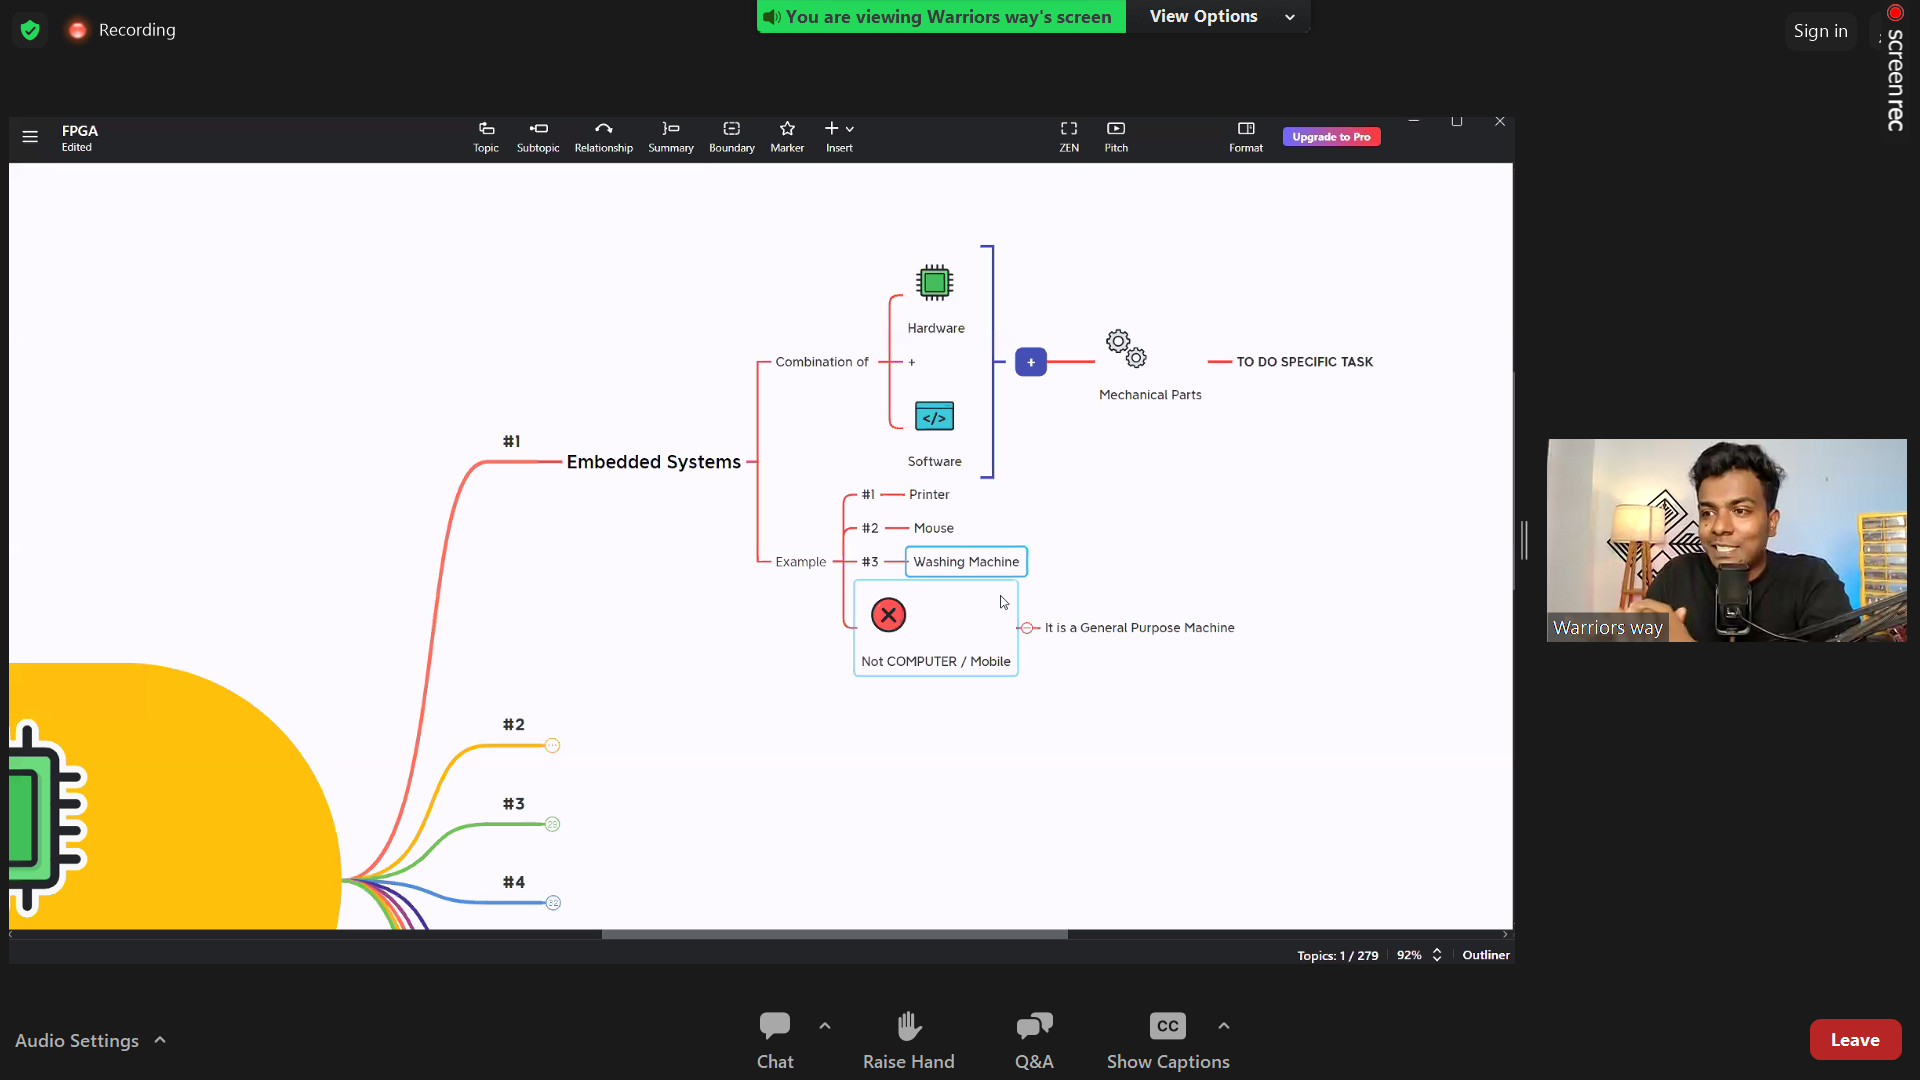 Recording
You are viewing Warriors way's screen
View Options
Sign in
screenrec
FPGA
Edited
Topic
Subtopic
Relationship
Summary
Boundary
Marker
Insert
ZEN
Pitch
Format
Upgrade to Pro
Hardware
Combination of
+
+
Mechanical Parts
TO DO SPECIFIC TASK
</>
Software
#1
Embedded Systems
#1 Printer
#2 Mouse
Example
#3 Washing Machine
Not COMPUTER / Mobile
It is a General Purpose Machine
Warriors way
#2
#3
29
#4
32
Topics: 1 / 279
92%
Outliner
Audio Settings
Chat
Raise Hand
Q&A
CC
Show Captions
Leave